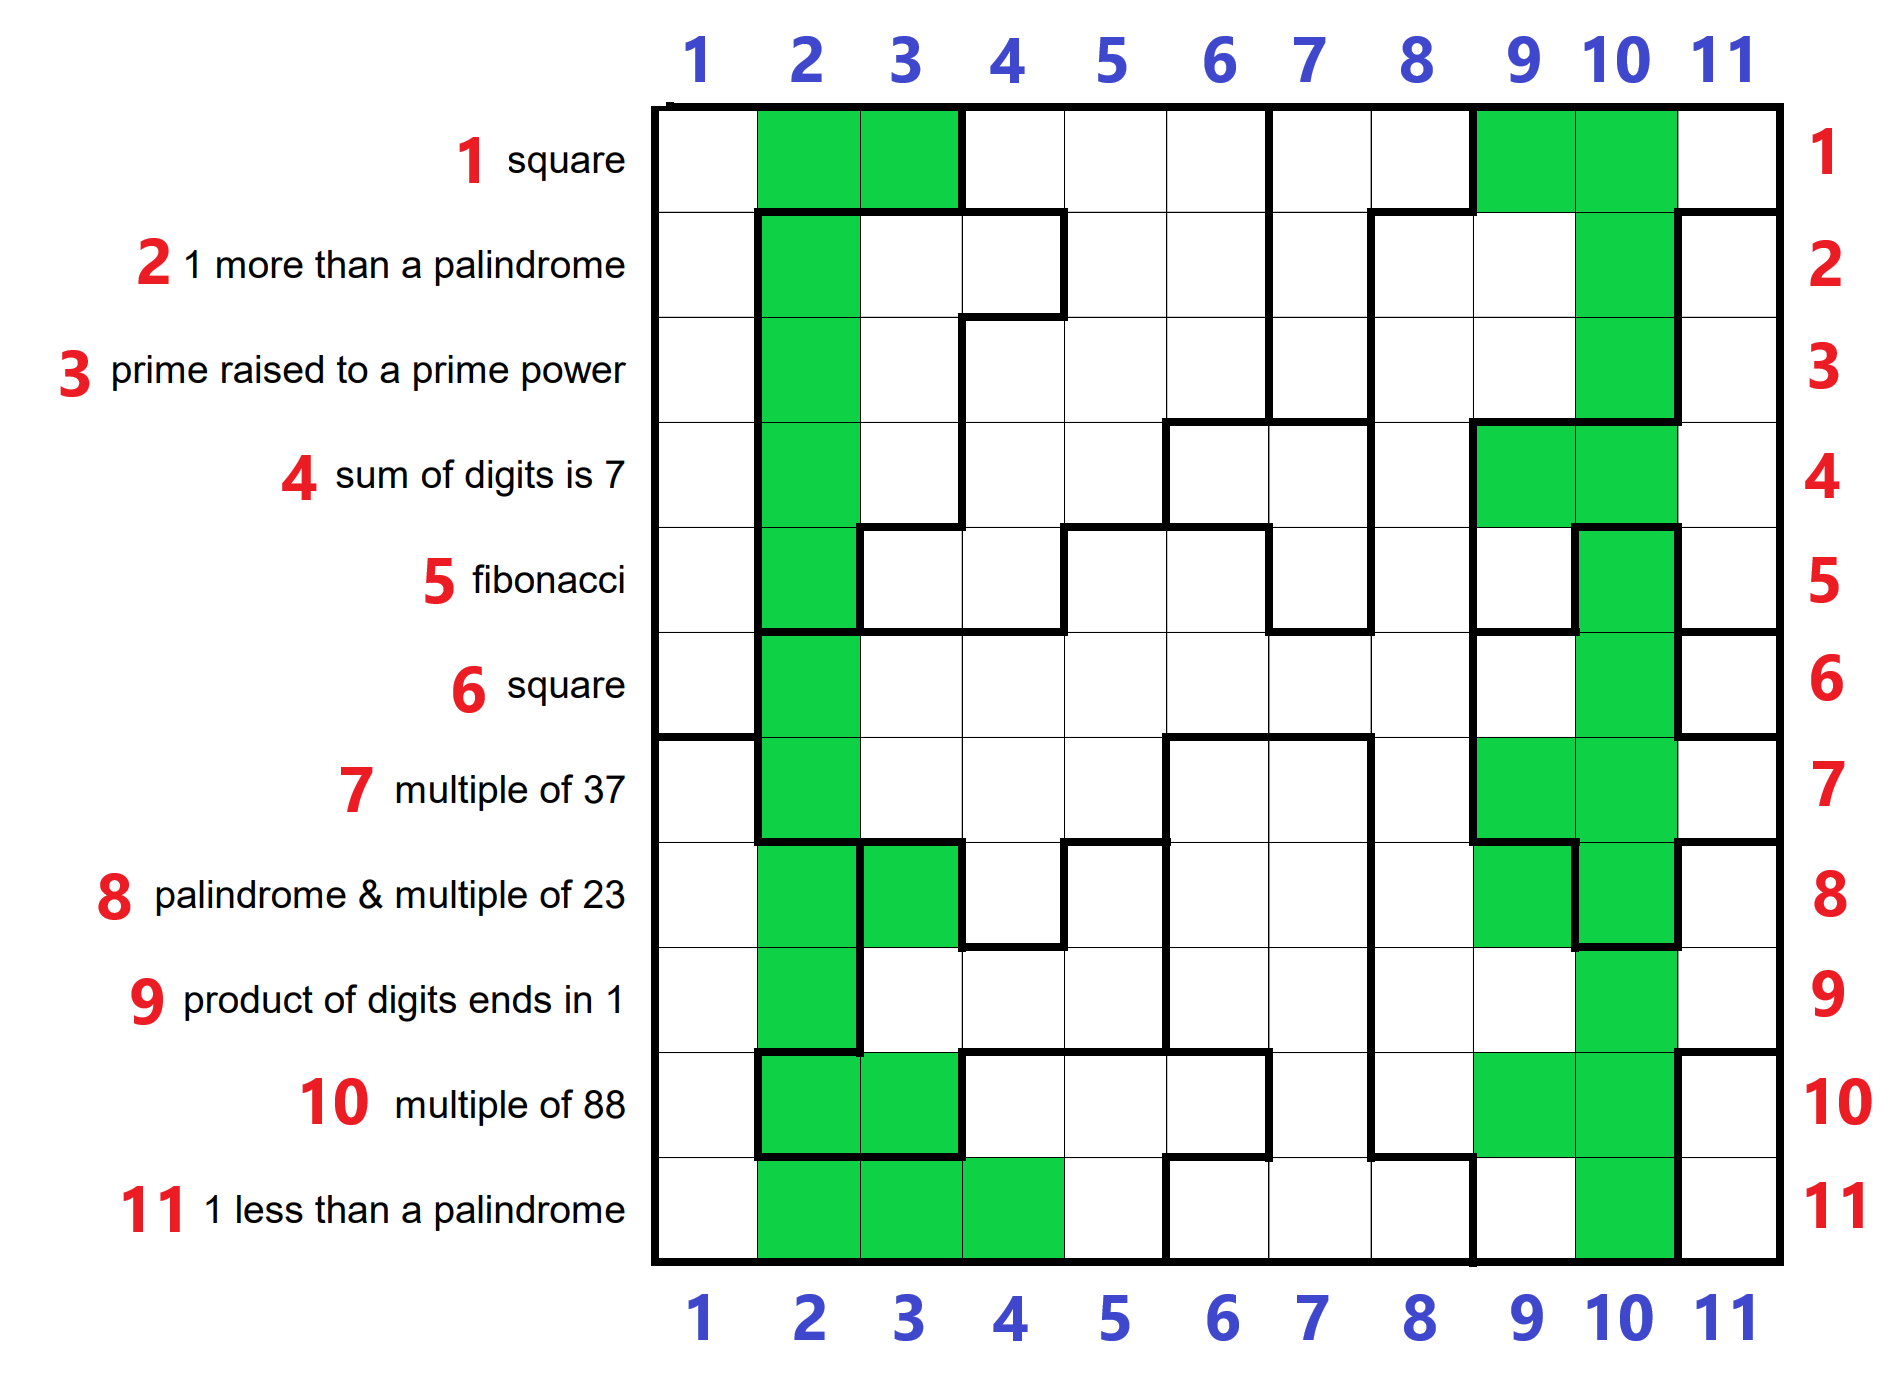 1 2 3 4 5 6 7 8 9 10 11
1 square 1
2 1 more than a palindrome 2
3 prime raised to a prime power 3
4 sum of digits is 7 4
5 fibonacci 5
6 square 6
7 multiple of 37 7
8 palindrome & multiple of 23 8
9 product of digits ends in 1 9
10 multiple of 88 10
11 1 less than a palindrome 11
1 2 3 4 5 6 7 8 9 10 11